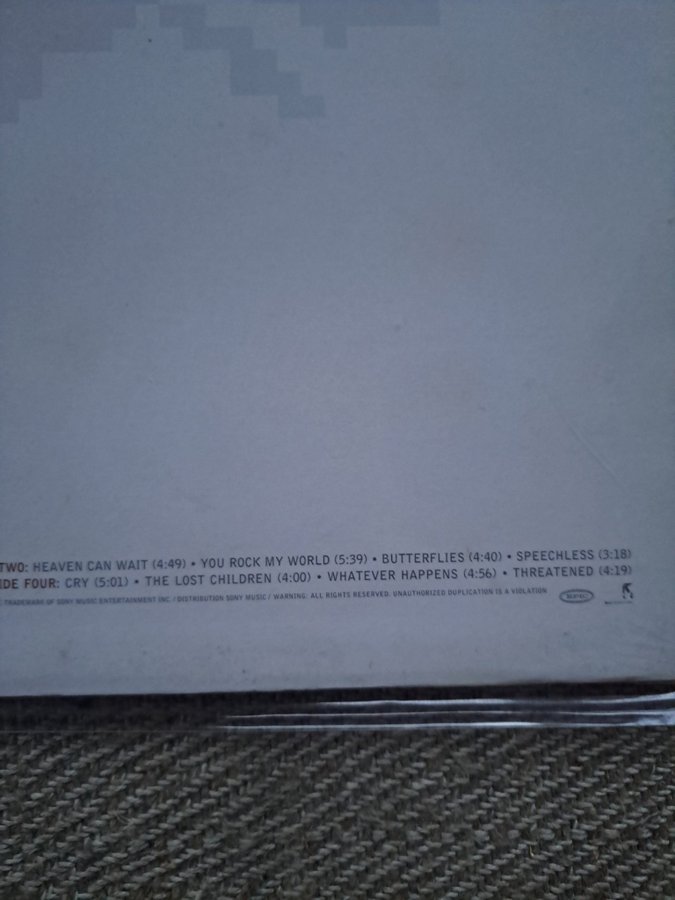 TWO: HEAVEN CAN WAIT (4:49) • YOU ROCK MY WORLD (5:39) • BUTTERFLIES (4:40) • SPEECHLESS (3:18)
IDE FOUR: CRY (5:01) • THE LOST CHILDREN (4:00) • WHATEVER HAPPENS (4:56) • THREATENED (4:19)
TRADEMARK OF SONY MUSIC ENTERTAINMENT INC. / DISTRIBUTION SONY MUSIC / WARNING: ALL RIGHTS RESERVED. UNAUTHORIZED DUPLICATION IS A VIOLATION